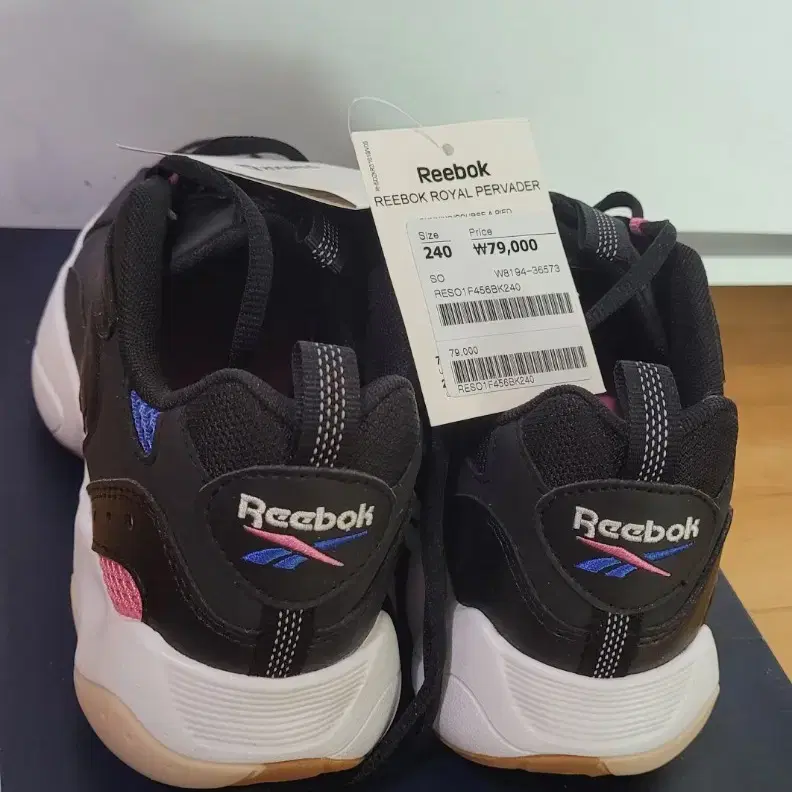 Reebok
REEBOK ROYAL PERVADER
Size Price
240 ₩79,000
SO W8194-36573
RESO1F456BK240
79,000
RESO1F456BK240
Reebok
Reebok